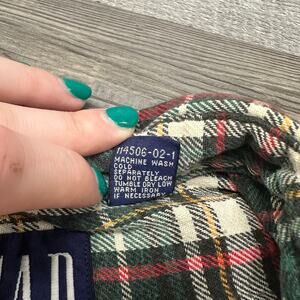 114506-02-1
MACHINE WASH
COLD
SEPARATELY
DO NOT BLEACH
TUMBLE DRY LOW
WARM IRON
IF NECESSARY